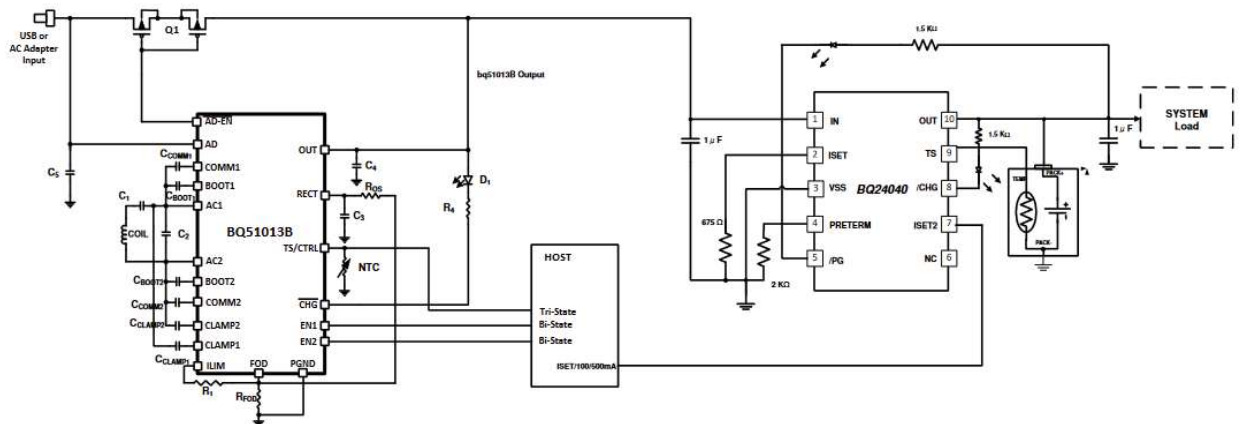 USB or
AC Adapter
Input
Q1
bq51013B Output
AD-EN
AD
COMM1
BOOT1
AC1
AC2
BOOT2
COMM2
CLAMP2
CLAMP1
ILIM
FOD
PGND
OUT
RECT
TS/CTRL
CHG
EN1
EN2
BQ51013B
C5
CCOMM1
CBOOT1
C1
COIL
C2
CBOOT2
CCOMM2
CCLAMP2
CCLAMP1
R1
RFOD
C4
ROS
C3
NTC
D1
R4
HOST
Tri-State
Bi-State
Bi-State
ISET/100/500mA
1 μF
675 Ω
2 KΩ
1.5 KΩ
BQ24040
1 IN
2 ISET
3 VSS
4 PRETERM
5 /PG
OUT 10
TS 9
/CHG 8
ISET2 7
NC 6
1.5 KΩ
TEMP
PACK+
PACK-
1 μF
SYSTEM
Load